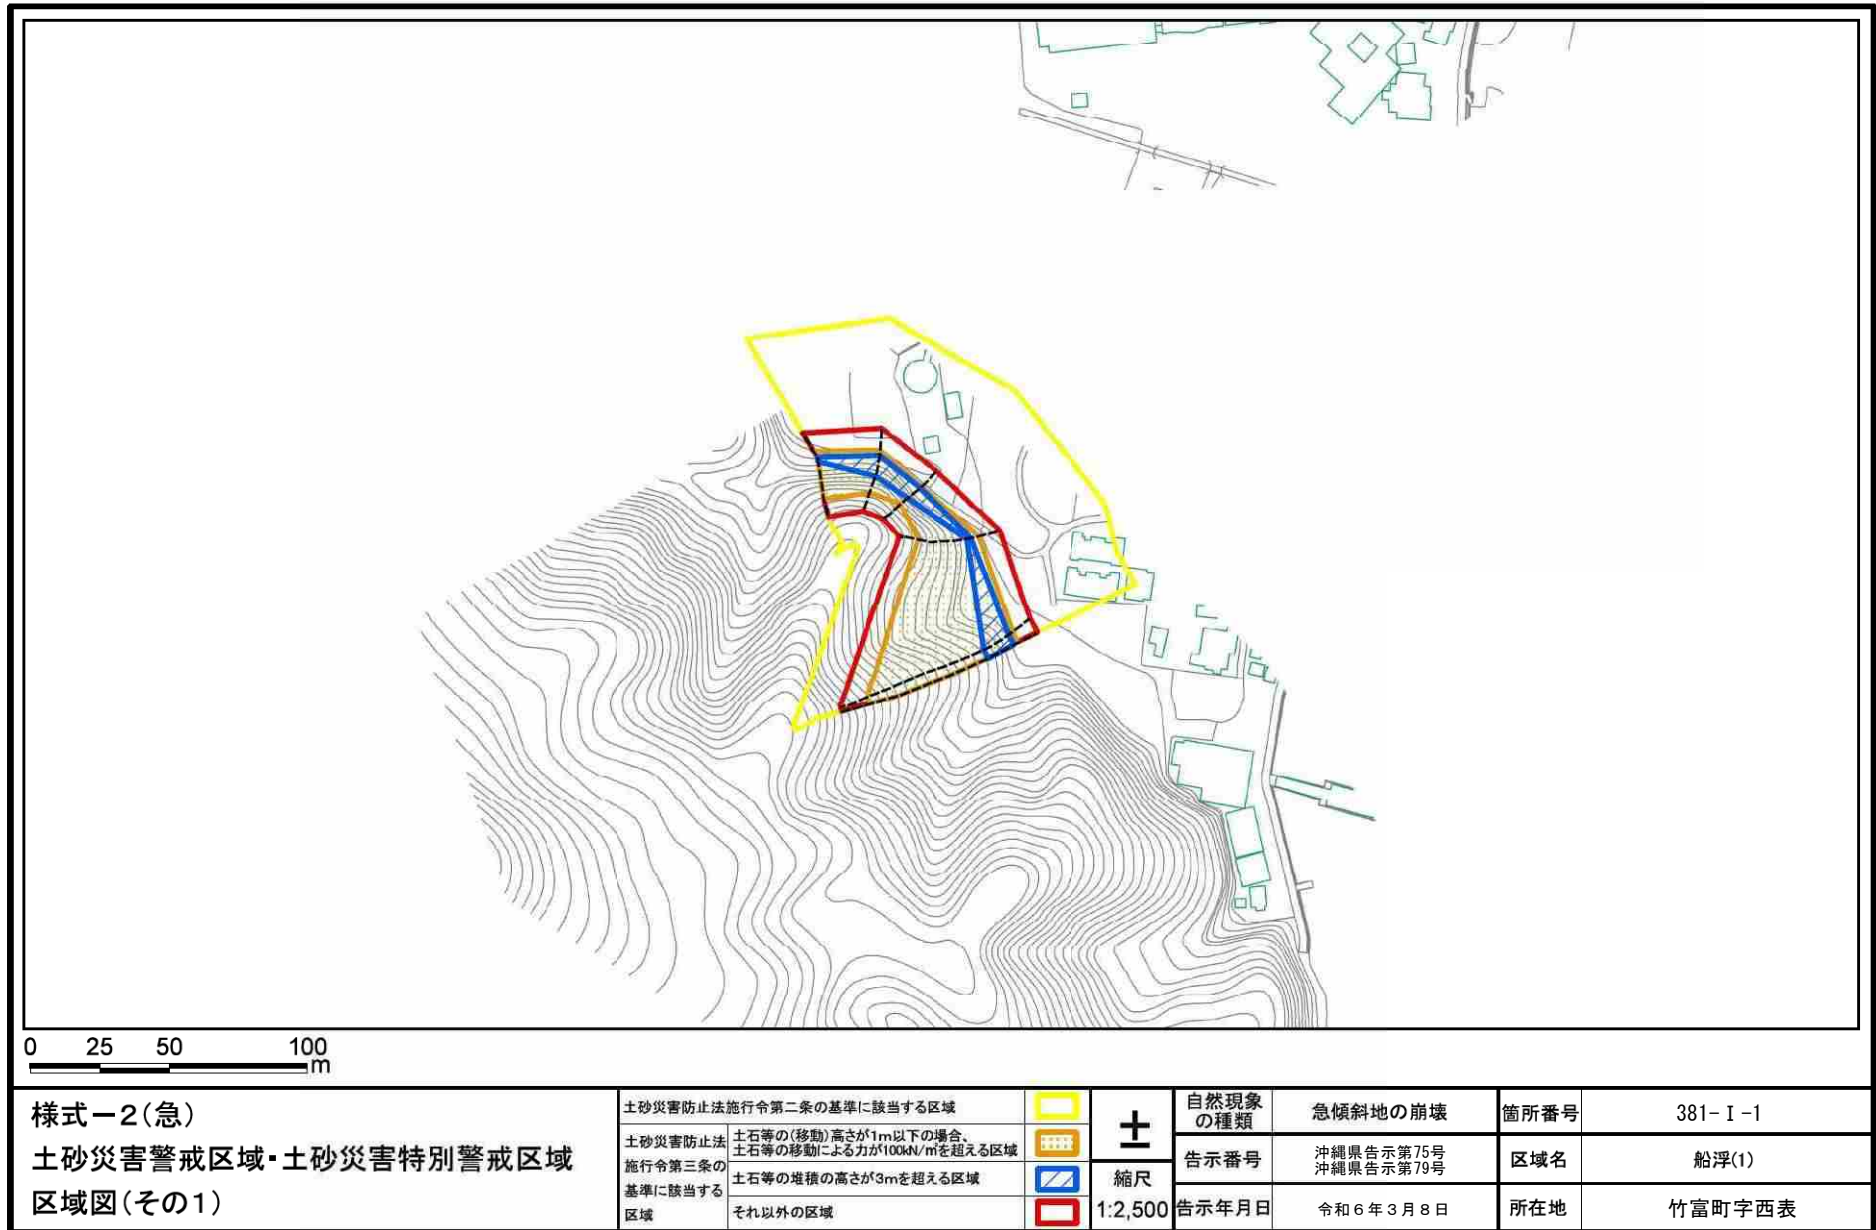 0 25 50 100
m
様式－2(急)
土砂災害警戒区域・土砂災害特別警戒区域
区域図(その1)
土砂災害防止法施行令第二条の基準に該当する区域
土砂災害防止法
施行令第三条の
基準に該当する
区域
土石等の(移動)高さが1m以下の場合、
土石等の移動による力が100kN/㎡を超える区域
土石等の堆積の高さが3mを超える区域
それ以外の区域
縮尺
1:2,500
自然現象
の種類
急傾斜地の崩壊
箇所番号
381-Ⅰ-1
告示番号
沖縄県告示第75号
沖縄県告示第79号
区域名
船浮(1)
告示年月日
令和6年3月8日
所在地
竹富町字西表